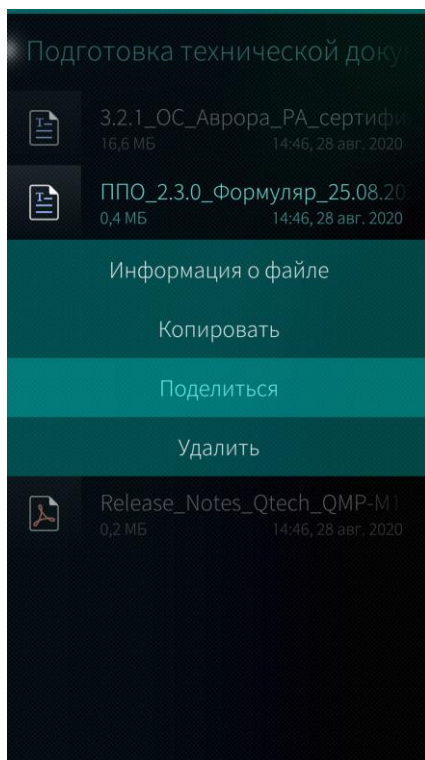 Подготовка технической доку
3.2.1_ОС_Аврора_РА_сертифи
16,6 МБ 14:46, 28 авг. 2020
ППО_2.3.0_Формуляр_25.08.20
0,4 МБ 14:46, 28 авг. 2020
Информация о файле
Копировать
Поделиться
Удалить
Release_Notes_Qtech_QMP-M1
0,2 МБ 14:46, 28 авг. 2020